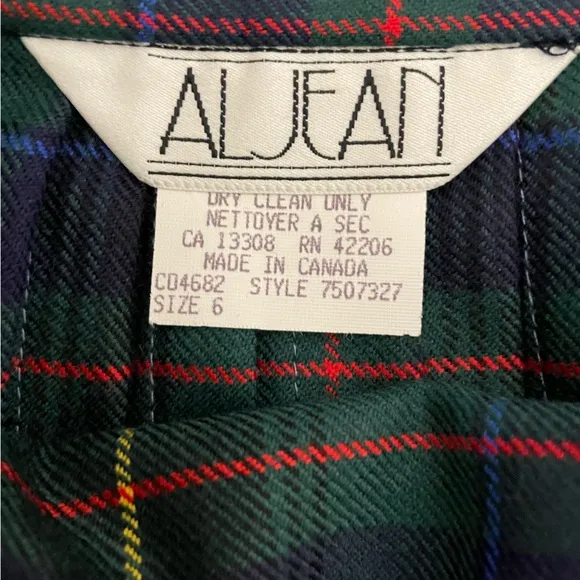 ALJEAN
DRY CLEAN ONLY
NETTOYER A SEC
CA 13308 RN 42206
MADE IN CANADA
CD4682 STYLE 7507327
SIZE 6